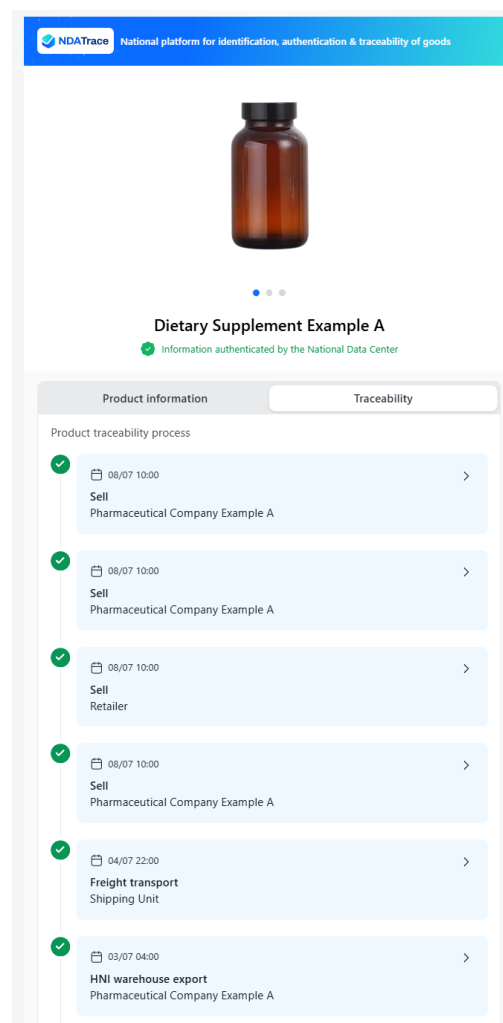 NDATrace
National platform for identification, authentication & traceability of goods
Dietary Supplement Example A
Information authenticated by the National Data Center
Product information
Traceability
Product traceability process
08/07 10:00
Sell
Pharmaceutical Company Example A
08/07 10:00
Sell
Pharmaceutical Company Example A
08/07 10:00
Sell
Retailer
08/07 10:00
Sell
Pharmaceutical Company Example A
04/07 22:00
Freight transport
Shipping Unit
03/07 04:00
HNI warehouse export
Pharmaceutical Company Example A